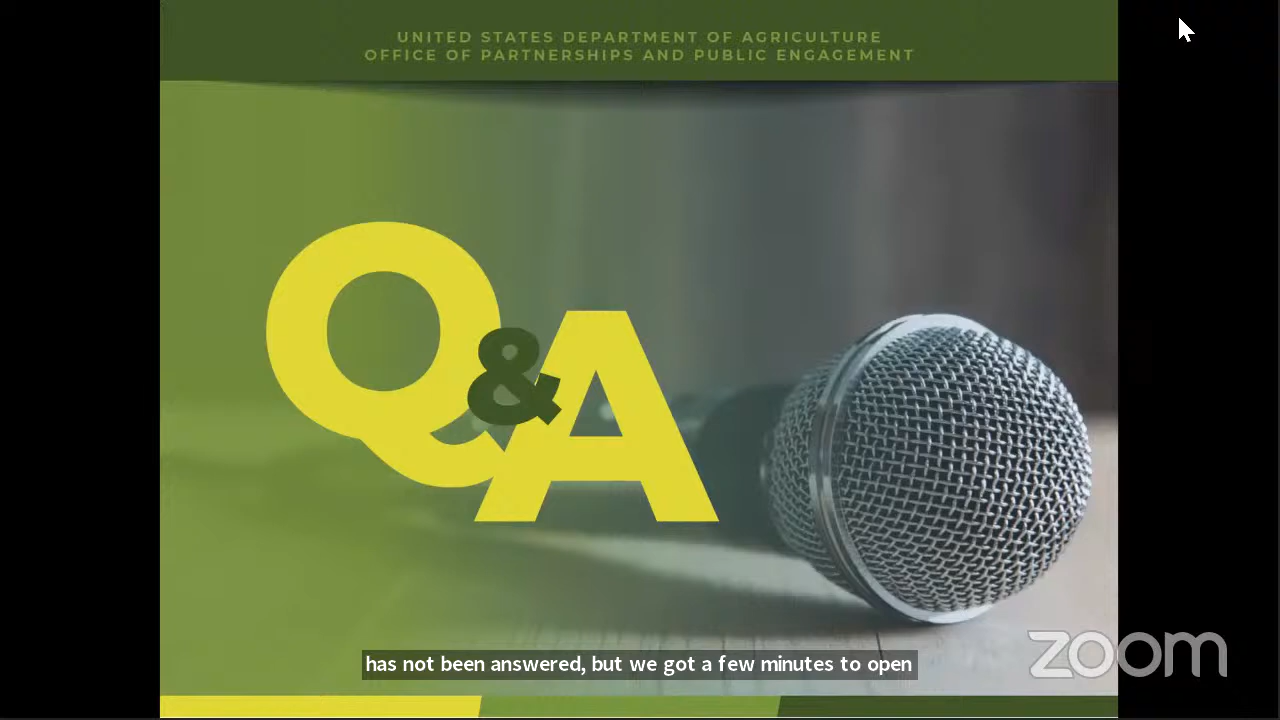 UNITED STATES DEPARTMENT OF AGRICULTURE
OFFICE OF PARTNERSHIPS AND PUBLIC ENGAGEMENT
Q&A
has not been answered, but we got a few minutes to open
zoom